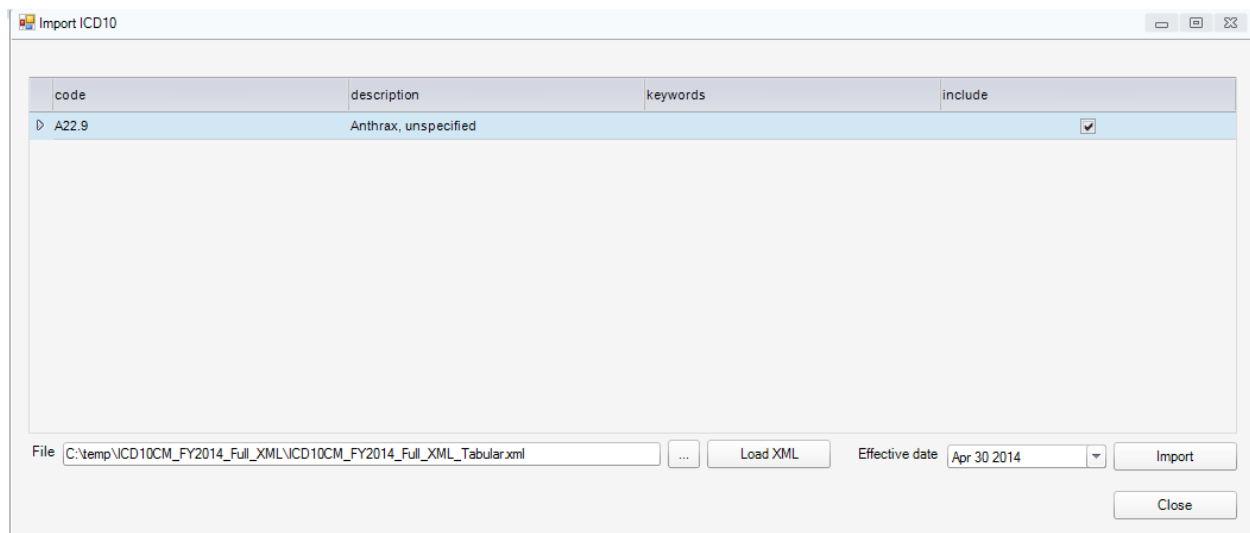 Import ICD10
code description keywords include
A22.9 Anthrax, unspecified
File C:\temp\ICD10CM_FY2014_Full_XML\ICD10CM_FY2014_Full_XML_Tabular.xml ... Load XML Effective date Apr 30 2014 Import
Close